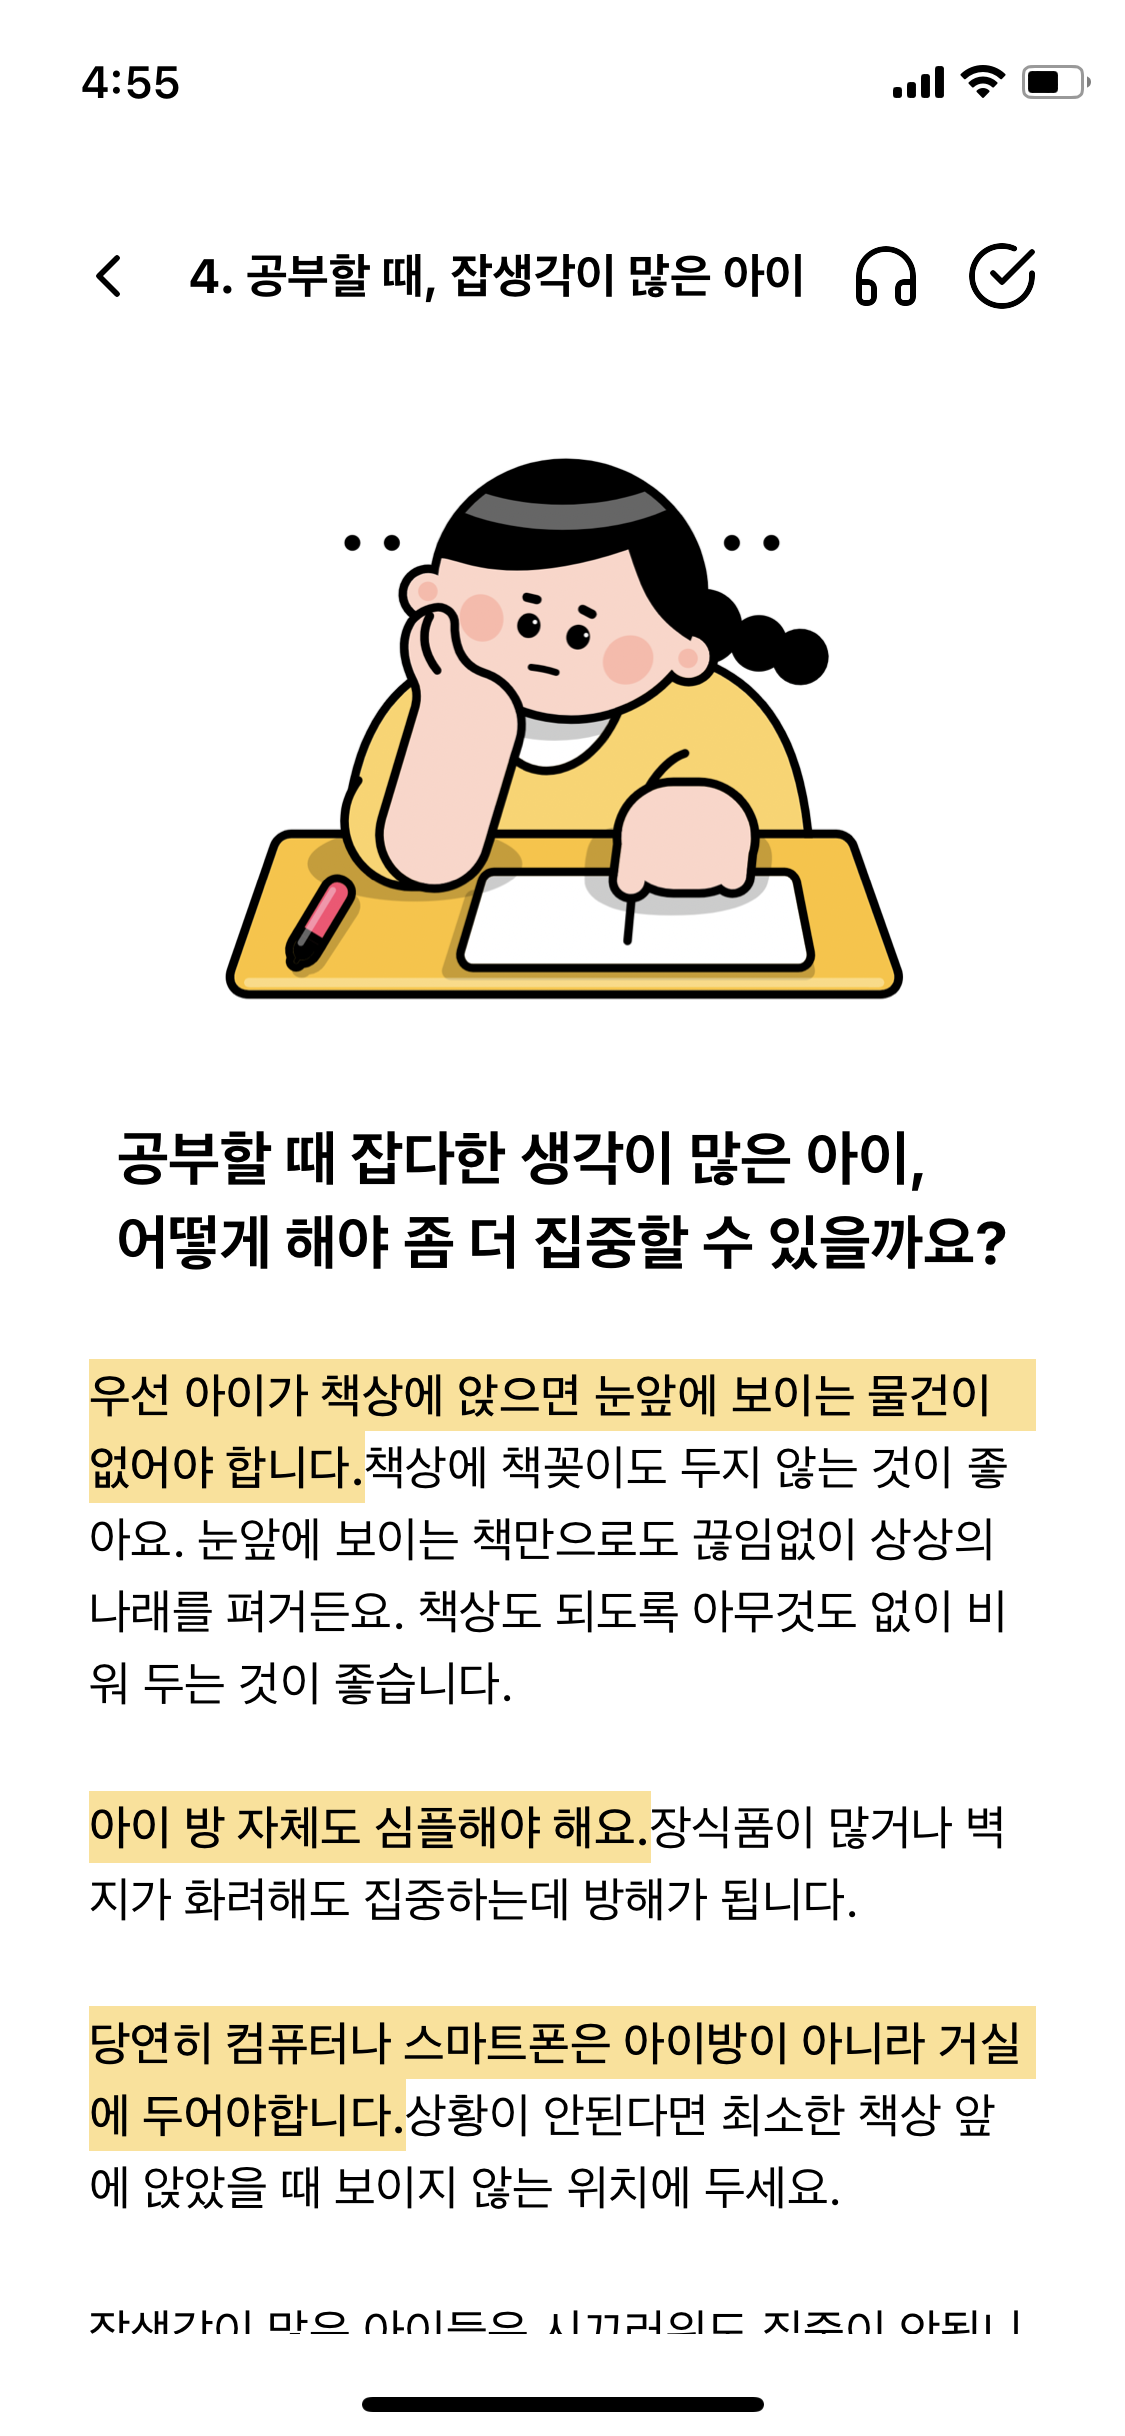 4:55
4. 공부할 때, 잡생각이 많은 아이
공부할 때 잡다한 생각이 많은 아이,
어떻게 해야 좀 더 집중할 수 있을까요?
우선 아이가 책상에 앉으면 눈앞에 보이는 물건이
없어야 합니다.책상에 책꽂이도 두지 않는 것이 좋
아요. 눈앞에 보이는 책만으로도 끊임없이 상상의
나래를 펴거든요. 책상도 되도록 아무것도 없이 비
워 두는 것이 좋습니다.
아이 방 자체도 심플해야 해요.장식품이 많거나 벽
지가 화려해도 집중하는데 방해가 됩니다.
당연히 컴퓨터나 스마트폰은 아이방이 아니라 거실
에 두어야합니다.상황이 안된다면 최소한 책상 앞
에 앉았을 때 보이지 않는 위치에 두세요.